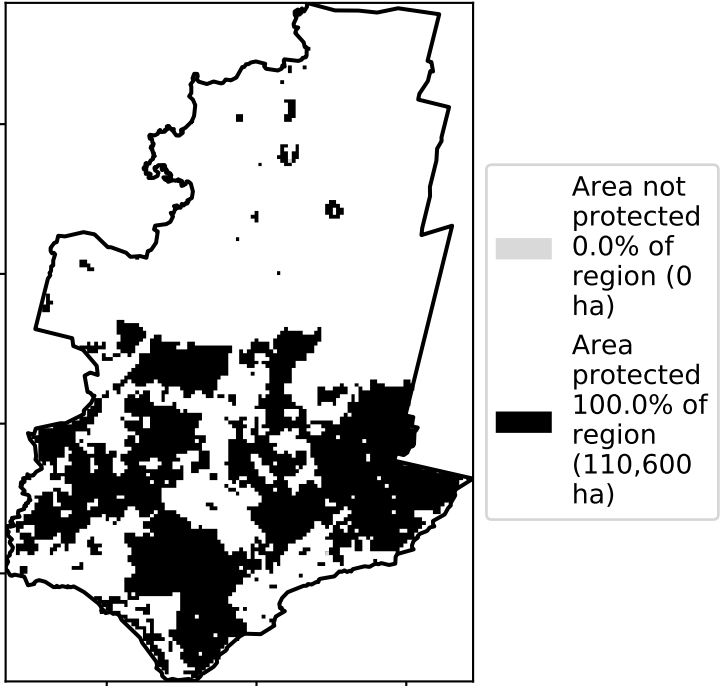 Area not
protected
0.0% of
region (0
ha)
Area
protected
100.0% of
region
(110,600
ha)